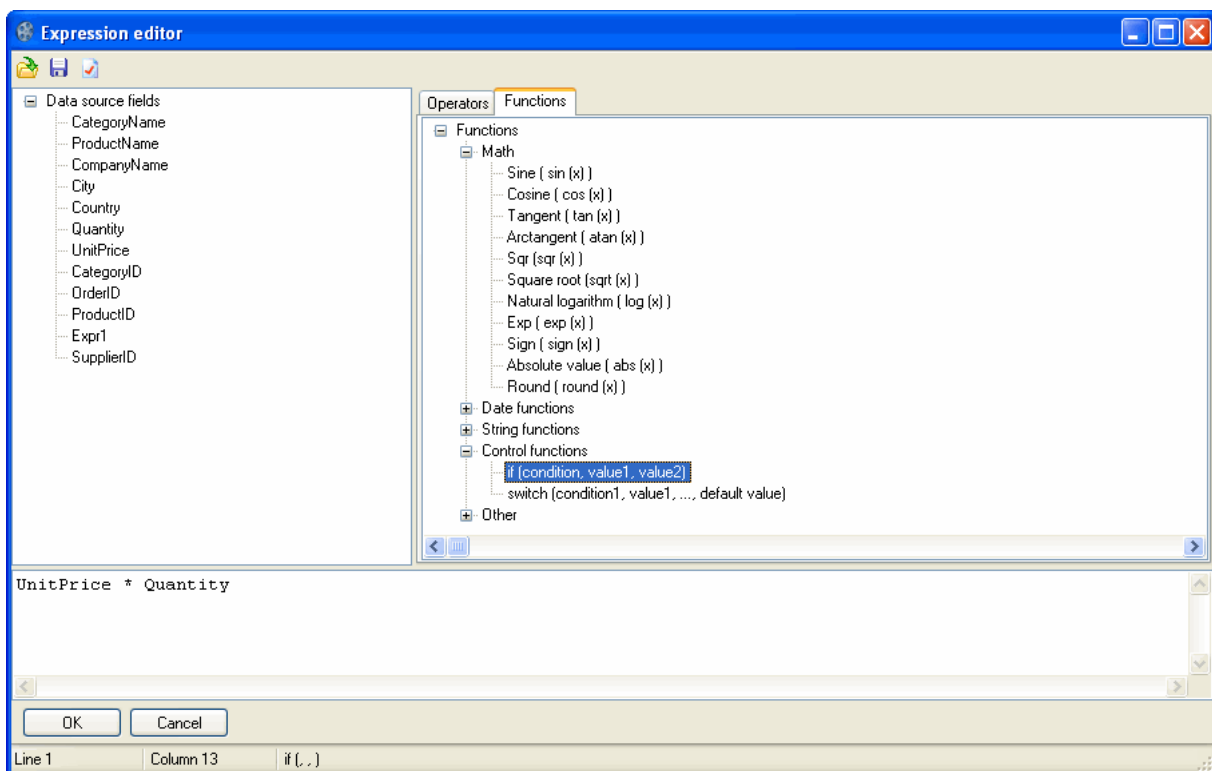 Expression editor
Data source fields
CategoryName
ProductName
CompanyName
City
Country
Quantity
UnitPrice
CategoryID
OrderID
ProductID
Expr1
SupplierID
Operators Functions
Functions
Math
Sine ( sin (x) )
Cosine ( cos (x) )
Tangent ( tan (x) )
Arctangent ( atan (x) )
Sqr (sqr (x) )
Square root (sqrt (x) )
Natural logarithm ( log (x) )
Exp ( exp (x) )
Sign ( sign (x) )
Absolute value ( abs (x) )
Round ( round (x) )
Date functions
String functions
Control functions
if (condition, value1, value2)
switch (condition1, value1, ..., default value)
Other
UnitPrice * Quantity
OK Cancel
Line 1 Column 13 if (, , )